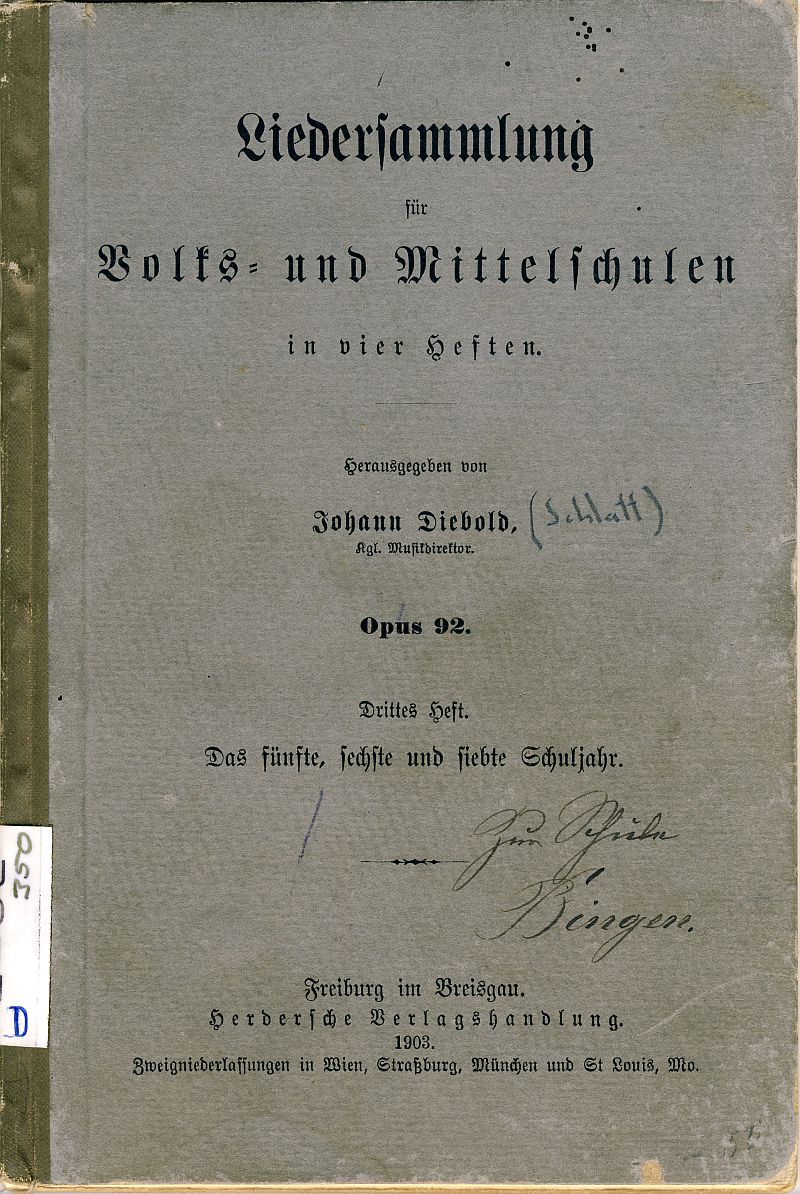 Liedersammlung
für
Volks- und Mittelschulen
in vier Heften.
Herausgegeben von
Johann Diebold, (Schlatt)
Kgl. Musikdirektor.
Opus 92.
Drittes Heft.
Das fünfte, sechste und siebte Schuljahr.
Zur Schule
Bingen.
350
D
Freiburg im Breisgau.
Herdersche Verlagshandlung.
1903.
Zweigniederlassungen in Wien, Straßburg, München und St Louis, Mo.